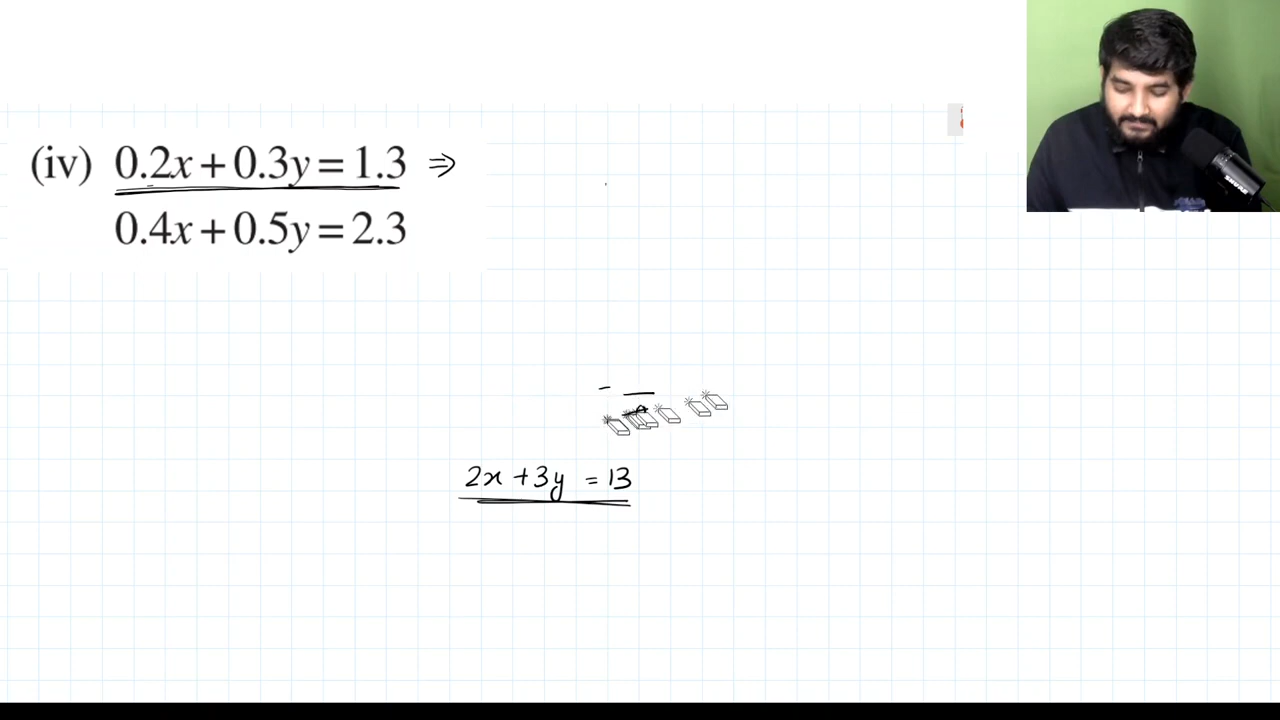 (iv) 0.2x + 0.3y = 1.3 ⇒
0.4x + 0.5y = 2.3
2x + 3y = 13